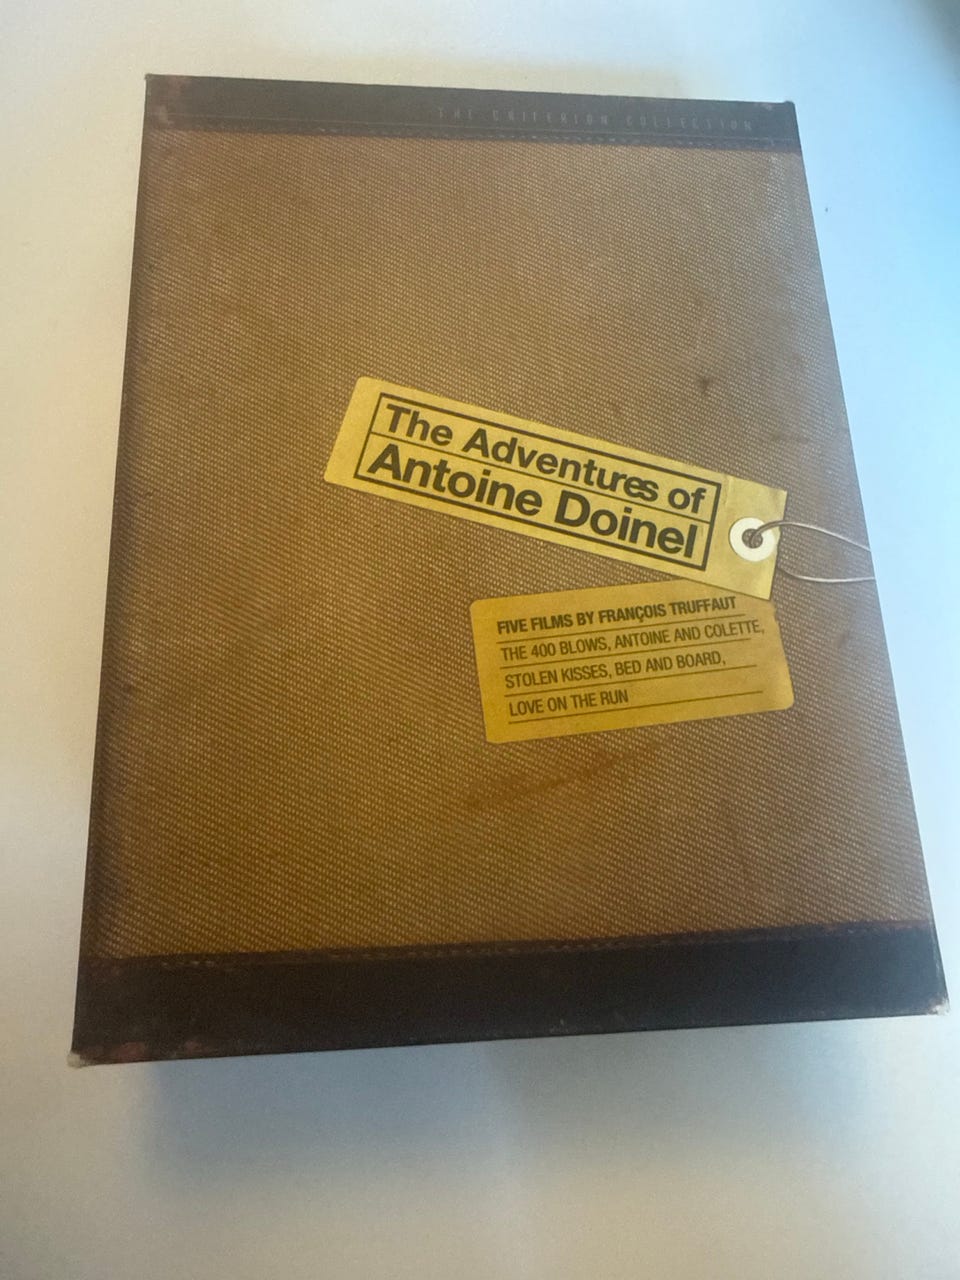 THE CRITERION COLLECTION
The Adventures of
Antoine Doinel
FIVE FILMS BY FRANÇOIS TRUFFAUT
THE 400 BLOWS, ANTOINE AND COLETTE,
STOLEN KISSES, BED AND BOARD,
LOVE ON THE RUN